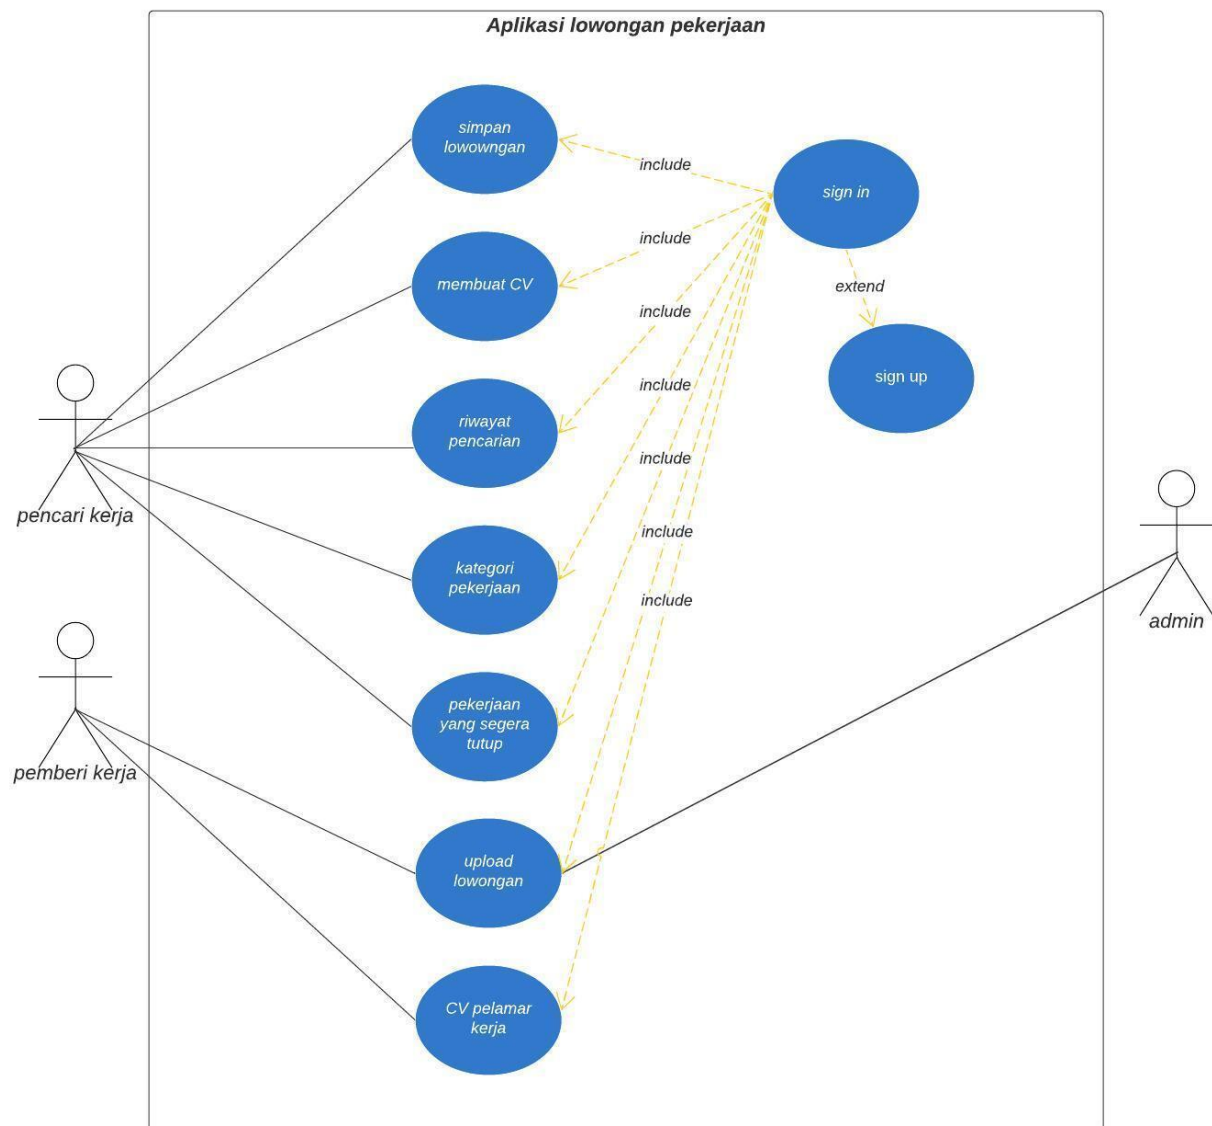 Aplikasi lowongan pekerjaan
simpan
lowowngan
include
sign in
include
membuat CV
extend
include
sign up
include
riwayat
pencarian
include
pencari kerja
include
kategori
pekerjaan
include
admin
pekerjaan
yang segera
tutup
pemberi kerja
upload
lowongan
CV pelamar
kerja